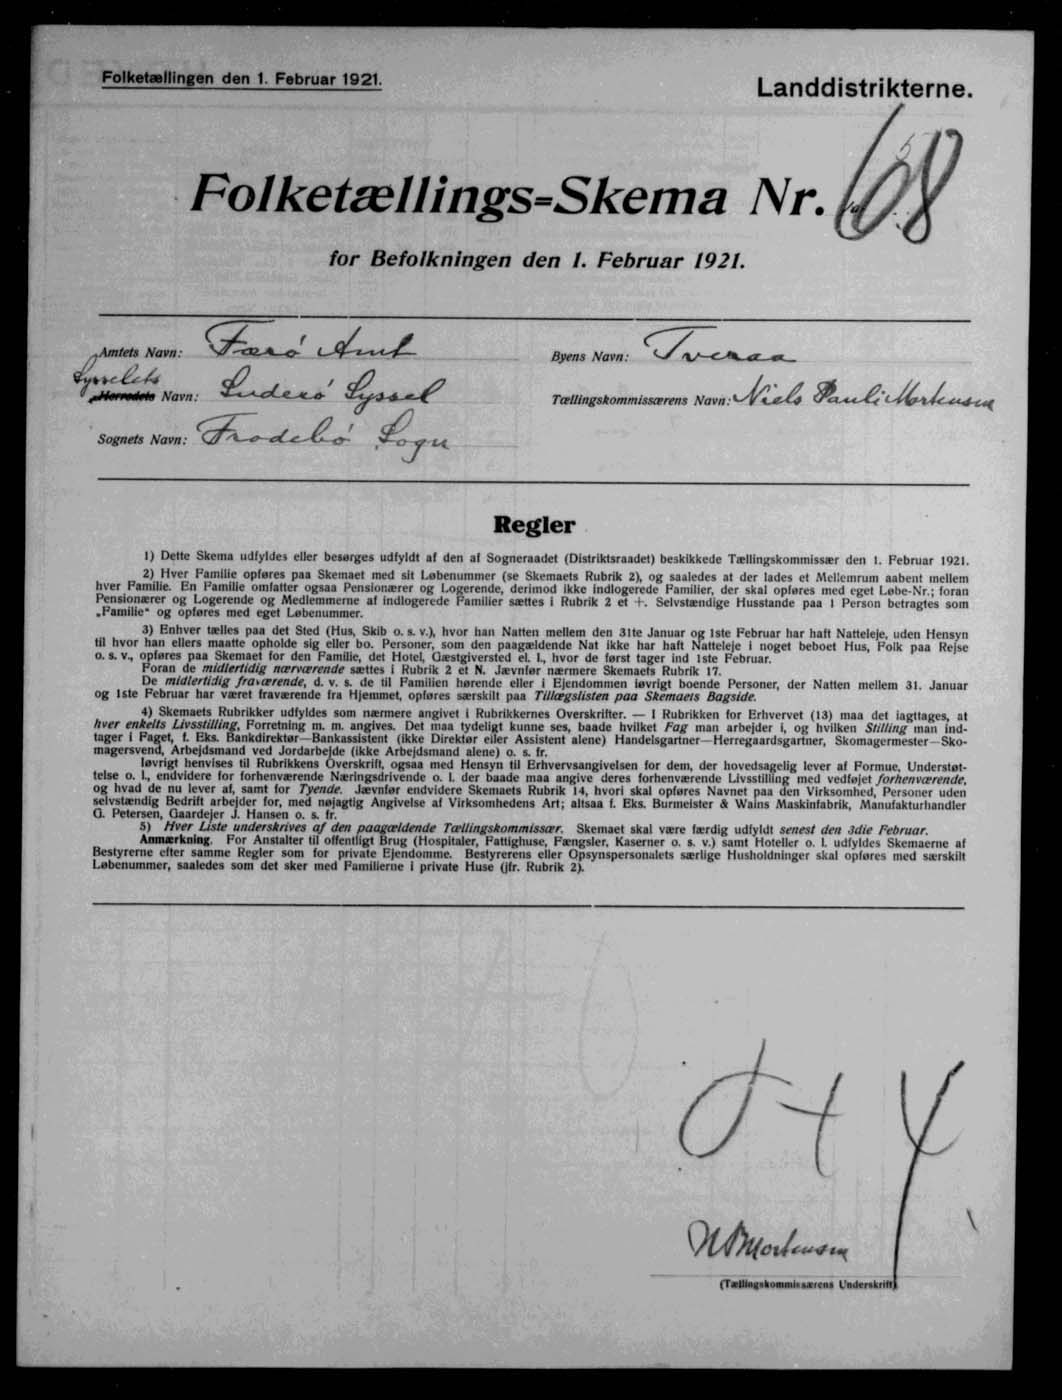 Folketællingen den 1. Februar 1921.
Landdistrikterne.
Folketællings=Skema Nr. 68
for Befolkningen den 1. Februar 1921.
Amtets Navn: Færø Amt
Byens Navn: Tveraa
Sysselets
Herredets Navn: Suderø Syssel
Tællingskommissærens Navn: Niels Pauli Mortensen
Sognets Navn: Frodebø Sogn
Regler
1) Dette Skema udfyldes eller besørges udfyldt af den af Sogneraadet (Distriktsraadet) beskikkede Tællingskommissær den 1. Februar 1921.
2) Hver Familie opføres paa Skemaet med sit Løbenummer (se Skemaets Rubrik 2), og saaledes at der lades et Mellemrum aabent mellem
hver Familie. En Familie omfatter ogsaa Pensionærer og Logerende, derimod ikke indlogerede Familier, der skal opføres med eget Løbe-Nr.; foran
Pensionærer og Logerende og Medlemmerne af indlogerede Familier sættes i Rubrik 2 et +. Selvstændige Husstande paa 1 Person betragtes som
„Familie“ og opføres med eget Løbenummer.
3) Enhver tælles paa det Sted (Hus, Skib o. s. v.), hvor han Natten mellem den 31te Januar og 1ste Februar har haft Natteleje, uden Hensyn
til hvor han ellers maatte opholde sig eller bo. Personer, som den paagældende Nat ikke har haft Natteleje i noget beboet Hus, Folk paa Rejse
o. s. v., opføres paa Skemaet for den Familie, det Hotel, Gæstgiversted el. l., hvor de først tager ind 1ste Februar.
Foran de midlertidig nærværende sættes i Rubrik 2 et N. Jævnfør nærmere Skemaets Rubrik 17.
De midlertidig fraværende, d. v. s. de til Familien hørende eller i Ejendommen iøvrigt boende Personer, der Natten mellem 31. Januar
og 1ste Februar har været fraværende fra Hjemmet, opføres særskilt paa Tillægslisten paa Skemaets Bagside.
4) Skemaets Rubrikker udfyldes som nærmere angivet i Rubrikkernes Overskrifter. — I Rubrikken for Erhvervet (13) maa det iagttages, at
hver enkelts Livsstilling, Forretning m. m. angives. Det maa tydeligt kunne ses, baade hvilket Fag man arbejder i, og hvilken Stilling man ind-
tager i Faget, f. Eks. Bankdirektør—Bankassistent (ikke Direktør eller Assistent alene) Handelsgartner—Herregaardsgartner, Skomagermester—Sko-
magersvend, Arbejdsmand ved Jordarbejde (ikke Arbejdsmand alene) o. s. fr.
Iøvrigt henvises til Rubrikkens Overskrift, ogsaa med Hensyn til Erhvervsangivelsen for dem, der hovedsagelig lever af Formue, Understøt-
telse o. l., endvidere for forhenværende Næringsdrivende o. l. der baade maa angive deres forhenværende Livsstilling med vedføjet forhenværende,
og hvad de nu lever af, samt for Tyende. Jævnfør endvidere Skemaets Rubrik 14, hvori skal opføres Navnet paa den Virksomhed, Personer uden
selvstændig Bedrift arbejder for, med nøjagtig Angivelse af Virksomhedens Art; altsaa f. Eks. Burmeister & Wains Maskinfabrik, Manufakturhandler
G. Petersen, Gaardejer J. Hansen o. s. fr.
5) Hver Liste underskrives af den paagældende Tællingskommissær. Skemaet skal være færdig udfyldt senest den 3die Februar.
Anmærkning. For Anstalter til offentligt Brug (Hospitaler, Fattighuse, Fængsler, Kaserner o. s. v.) samt Hoteller o. l. udfyldes Skemaerne af
Bestyrerne efter samme Regler som for private Ejendomme. Bestyrerens eller Opsynspersonalets særlige Husholdninger skal opføres med særskilt
Løbenummer, saaledes som det sker med Familierne i private Huse (jfr. Rubrik 2).
N P Mortensen
(Tællingskommissærens Underskrift)